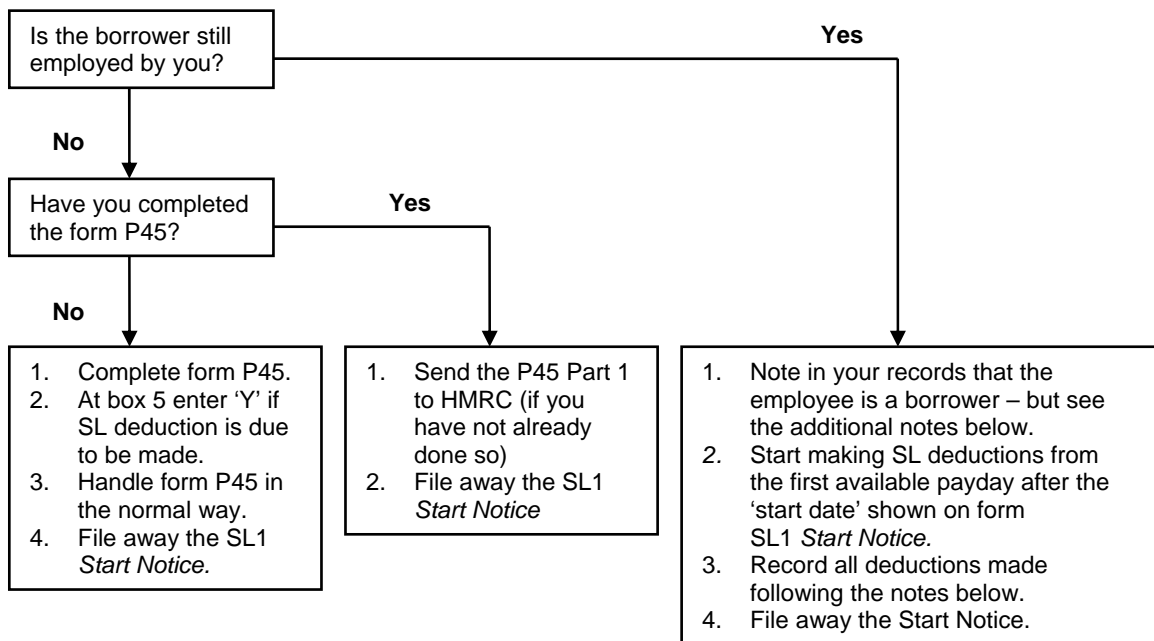 Is the borrower still
employed by you?
Yes
No
Have you completed
the form P45?
Yes
No
1. Complete form P45.
2. At box 5 enter ‘Y’ if
SL deduction is due
to be made.
3. Handle form P45 in
the normal way.
4. File away the SL1
Start Notice.
1. Send the P45 Part 1
to HMRC (if you
have not already
done so)
2. File away the SL1
Start Notice
1. Note in your records that the
employee is a borrower – but see
the additional notes below.
2. Start making SL deductions from
the first available payday after the
‘start date’ shown on form
SL1 Start Notice.
3. Record all deductions made
following the notes below.
4. File away the Start Notice.